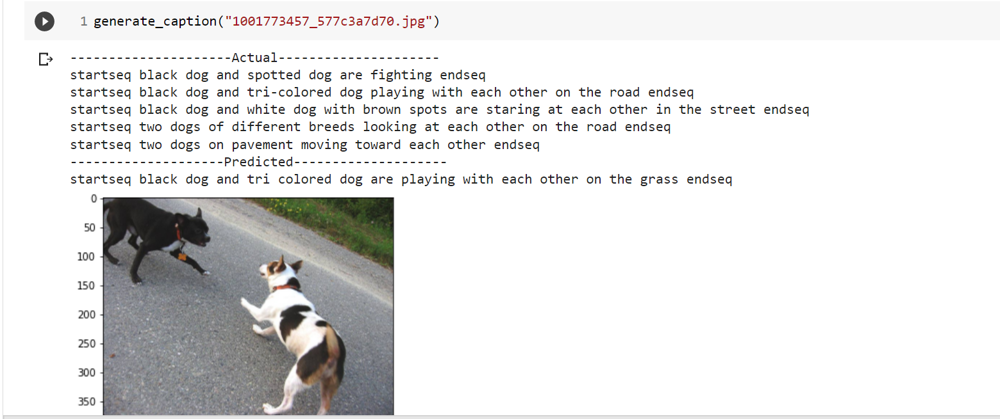 1 generate_caption("1001773457_577c3a7d70.jpg")
---------------------Actual---------------------
startseq black dog and spotted dog are fighting endseq
startseq black dog and tri-colored dog playing with each other on the road endseq
startseq black dog and white dog with brown spots are staring at each other in the street endseq
startseq two dogs of different breeds looking at each other on the road endseq
startseq two dogs on pavement moving toward each other endseq
--------------------Predicted--------------------
startseq black dog and tri colored dog are playing with each other on the grass endseq
0
50
100
150
200
250
300
350